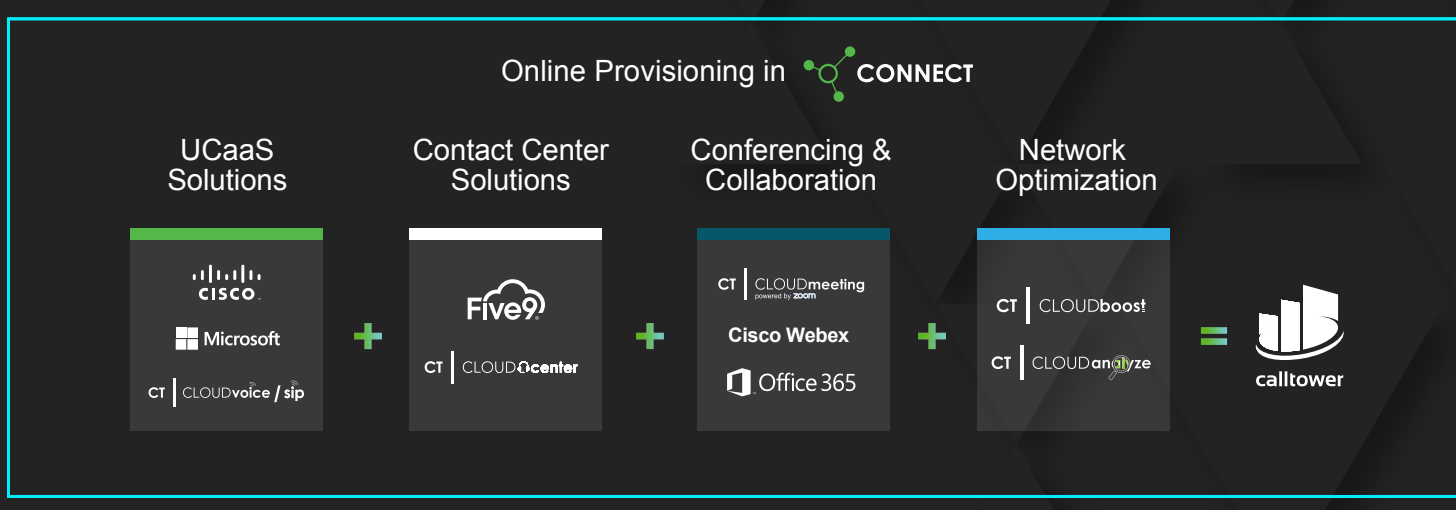 Online Provisioning in CONNECT
UCaaS
Solutions
Contact Center
Solutions
Conferencing &
Collaboration
Network
Optimization
CISCO
Microsoft
CT CLOUDvoice / sip
Five9
CT CLOUDcenter
CT CLOUDmeeting
powered by zoom
Cisco Webex
Office 365
CT CLOUDboost
CT CLOUDanalyze
calltower
+ + + =